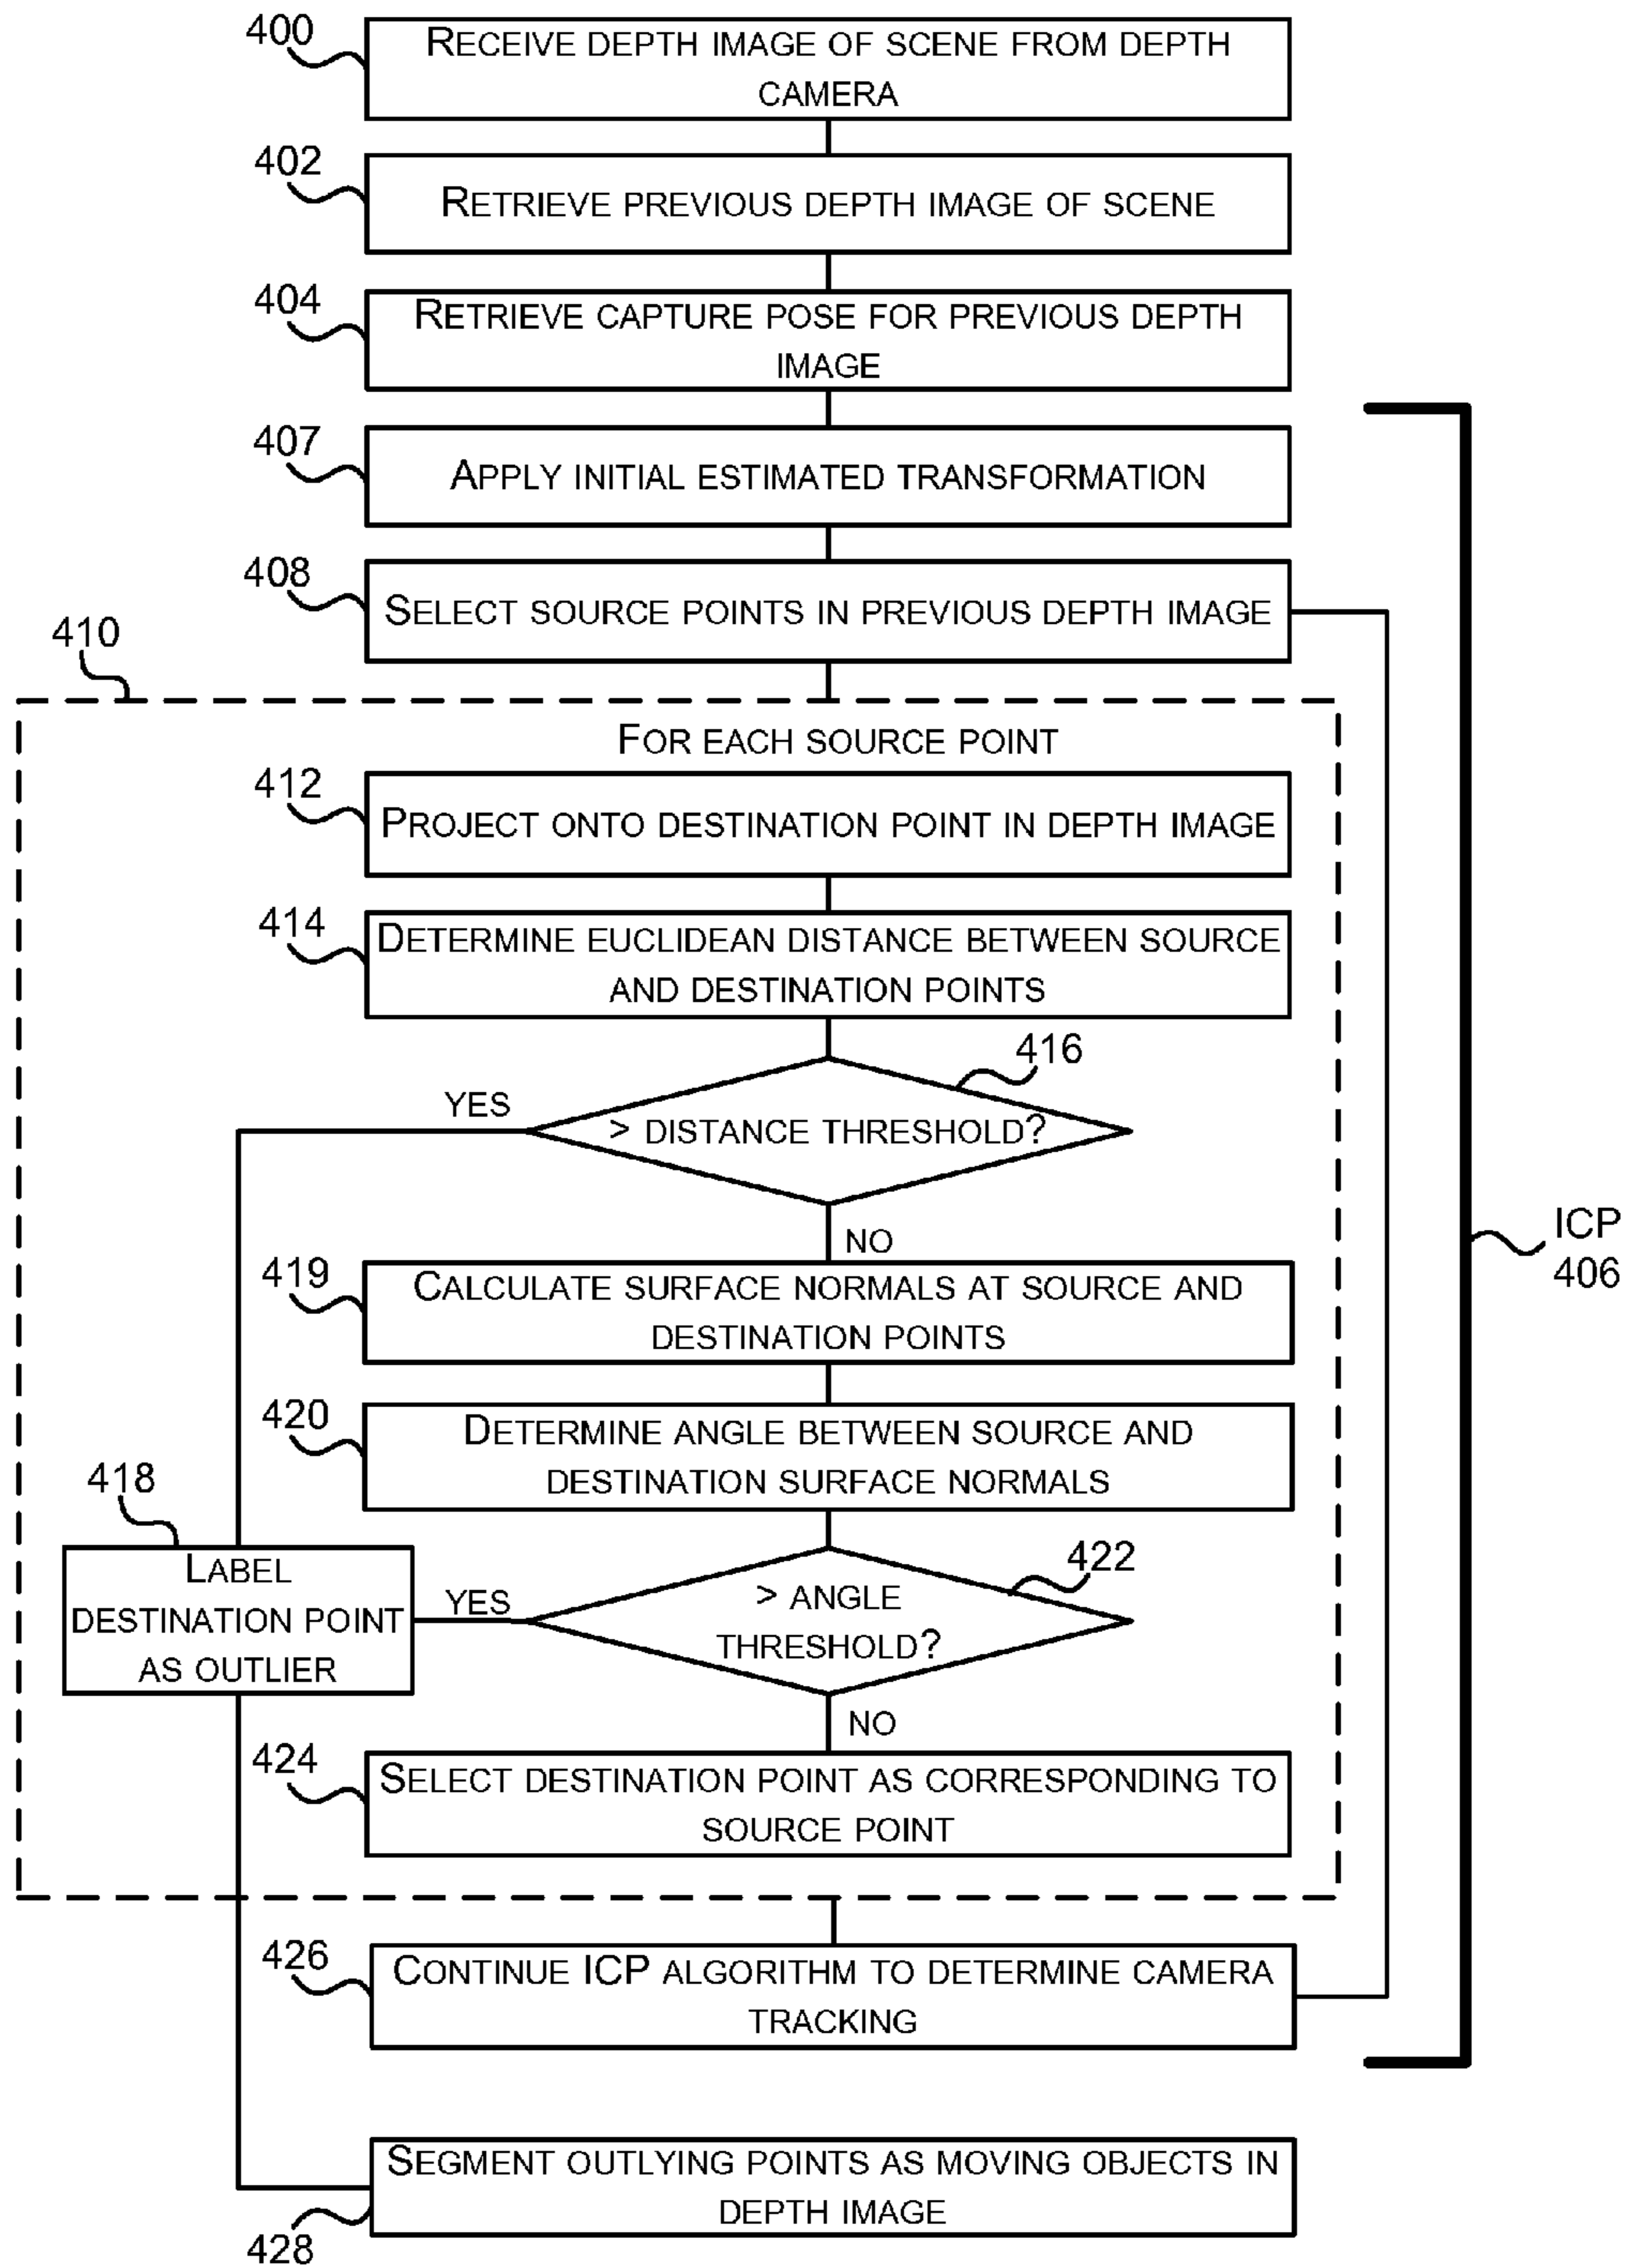 400
RECEIVE DEPTH IMAGE OF SCENE FROM DEPTH
CAMERA
402
RETRIEVE PREVIOUS DEPTH IMAGE OF SCENE
404
RETRIEVE CAPTURE POSE FOR PREVIOUS DEPTH
IMAGE
407
APPLY INITIAL ESTIMATED TRANSFORMATION
408
SELECT SOURCE POINTS IN PREVIOUS DEPTH IMAGE
410
FOR EACH SOURCE POINT
412
PROJECT ONTO DESTINATION POINT IN DEPTH IMAGE
414
DETERMINE EUCLIDEAN DISTANCE BETWEEN SOURCE
AND DESTINATION POINTS
416
YES
> DISTANCE THRESHOLD?
NO
ICP
406
419
CALCULATE SURFACE NORMALS AT SOURCE AND
DESTINATION POINTS
420
DETERMINE ANGLE BETWEEN SOURCE AND
DESTINATION SURFACE NORMALS
418
LABEL
DESTINATION POINT
AS OUTLIER
YES
422
> ANGLE
THRESHOLD?
NO
424
SELECT DESTINATION POINT AS CORRESPONDING TO
SOURCE POINT
426
CONTINUE ICP ALGORITHM TO DETERMINE CAMERA
TRACKING
SEGMENT OUTLYING POINTS AS MOVING OBJECTS IN
DEPTH IMAGE
428